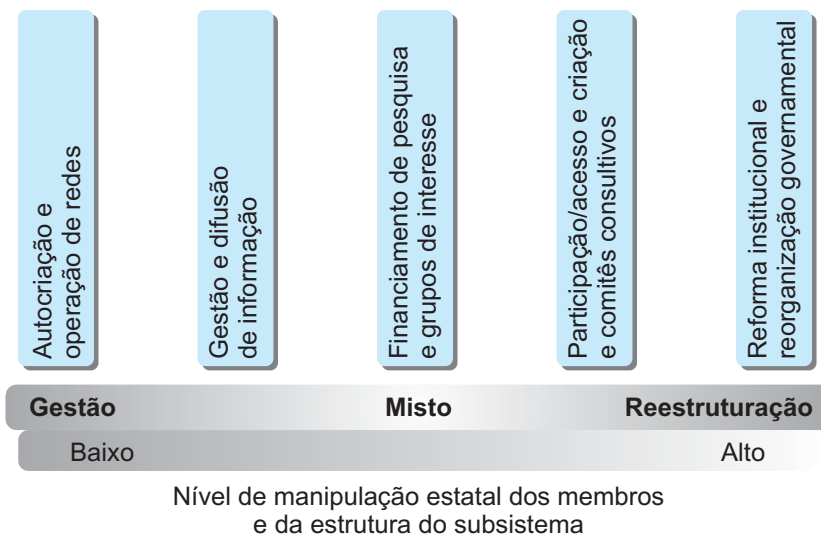 Autocriação e
operação de redes
Gestão e difusão
de informação
Financiamento de pesquisa
e grupos de interesse
Participação/acesso e criação
e comitês consultivos
Reforma institucional e
reorganização governamental
Gestão Misto Reestruturação
Baixo Alto
Nível de manipulação estatal dos membros
e da estrutura do subsistema